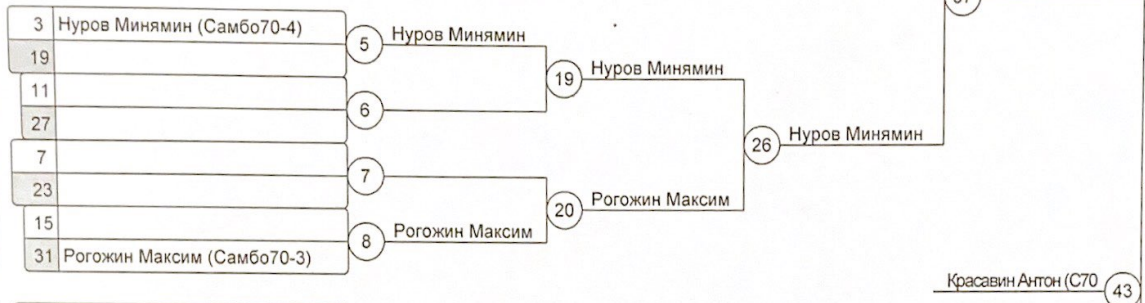 3 Нуров Минямин (Самбо70-4)
5 Нуров Минямин
19
19 Нуров Минямин
11
6
27
26 Нуров Минямин
7
7
23
20 Рогожин Максим
15
8 Рогожин Максим
31 Рогожин Максим (Самбо70-3)
Красавин Антон (С70 43